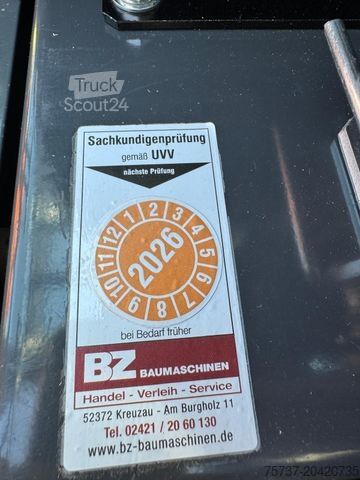 Truck
Scout24
Sachkundigenprüfung
gemäß UVV
nächste Prüfung
1 2 3 4 5 6 7 8 9 10 11 12
2026
bei Bedarf früher
BZ BAUMASCHINEN
Handel - Verleih - Service
52372 Kreuzau - Am Burgholz 11
Tel. 02421 / 20 60 130
www.bz-baumaschinen.de
75737-20420735